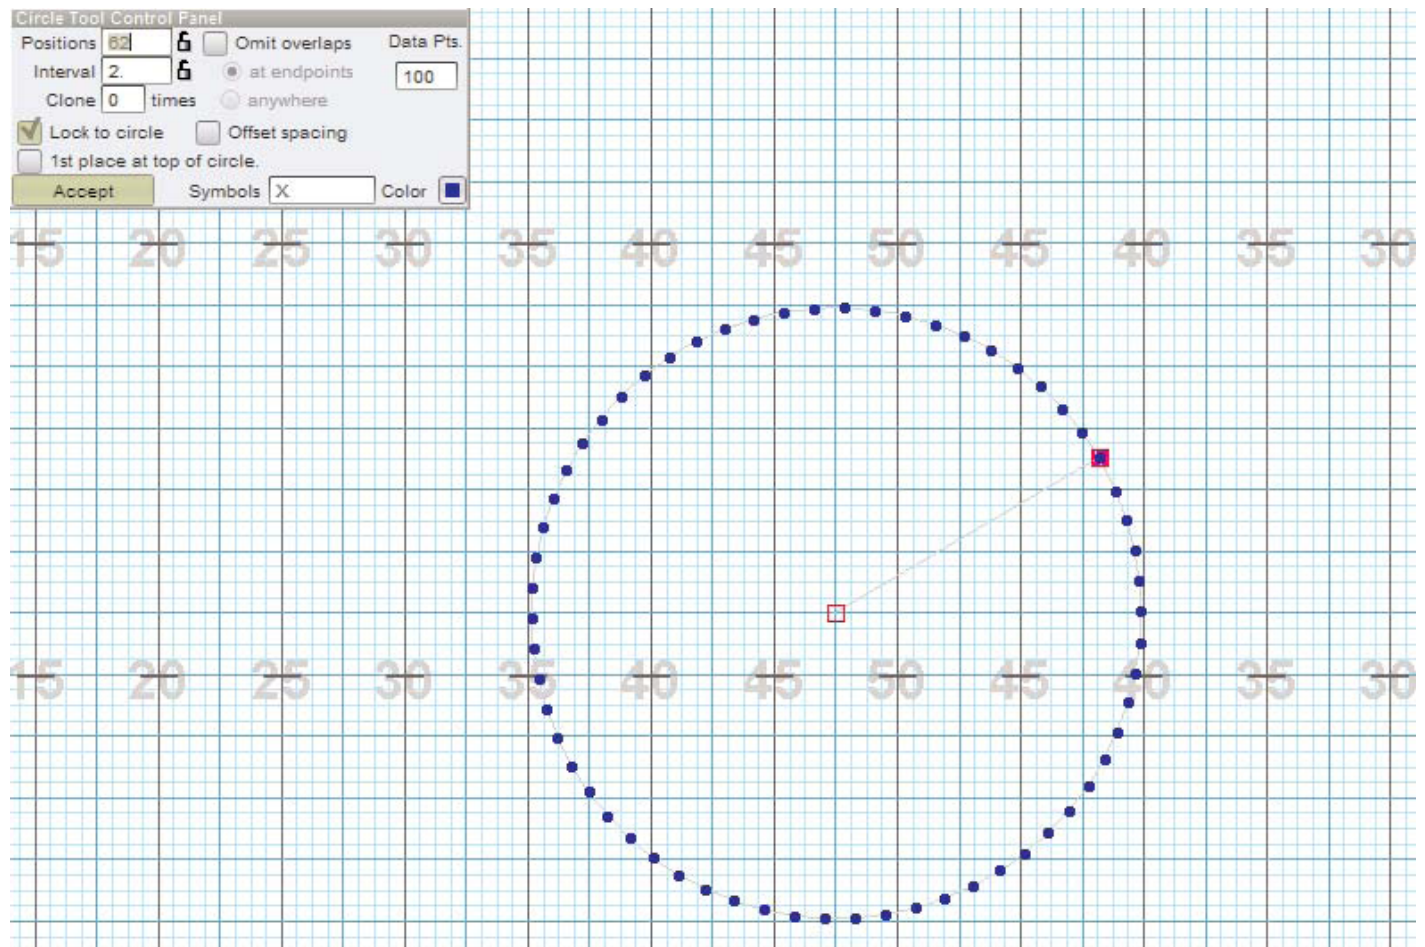 Circle Tool Control Panel
Positions 62 Omit overlaps Data Pts.
Interval 2. at endpoints 100
Clone 0 times anywhere
Lock to circle Offset spacing
1st place at top of circle.
Accept Symbols X Color
15 20 25 30 35 40 45 50 45 40 35 30
15 20 25 30 35 40 45 50 45 40 35 30